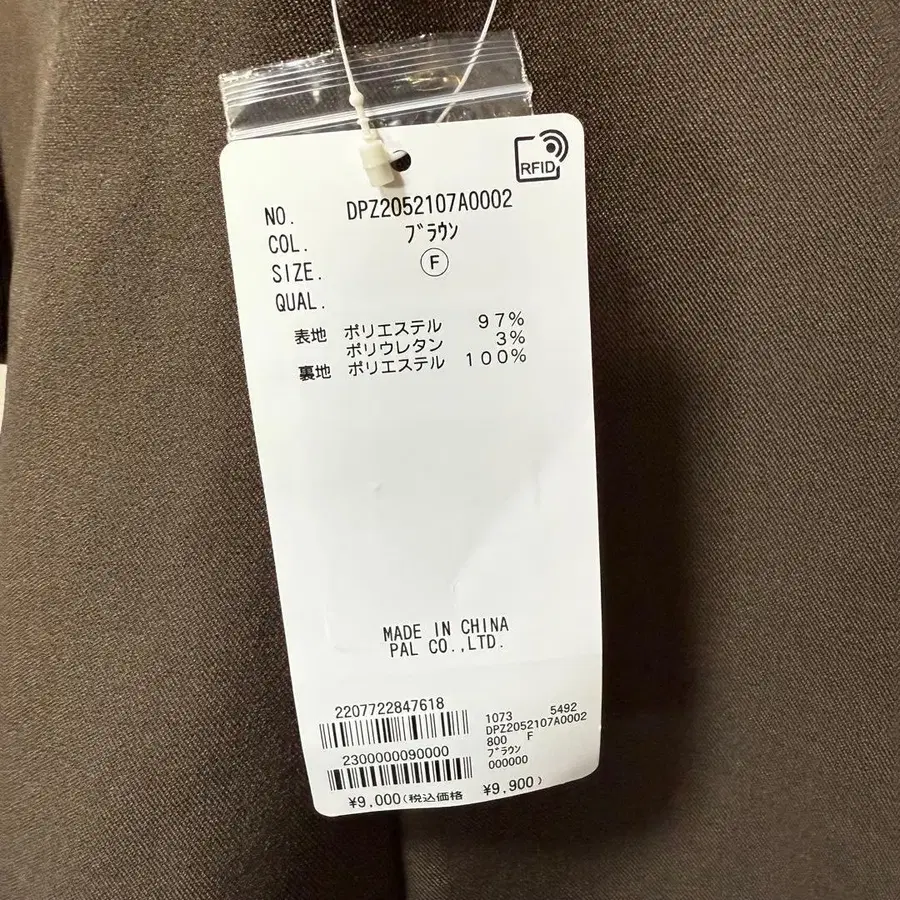 RFID
NO. DPZ2052107A0002
COL. ﾌﾞﾗｳﾝ
SIZE. F
QUAL.
表地 ポリエステル 97%
ポリウレタン 3%
裏地 ポリエステル 100%
MADE IN CHINA
PAL CO.,LTD.
2207722847618
2300000090000
1073 5492
DPZ2052107A0002
800 F
ﾌﾞﾗｳﾝ
000000
¥9,000(税込価格 ¥9,900)